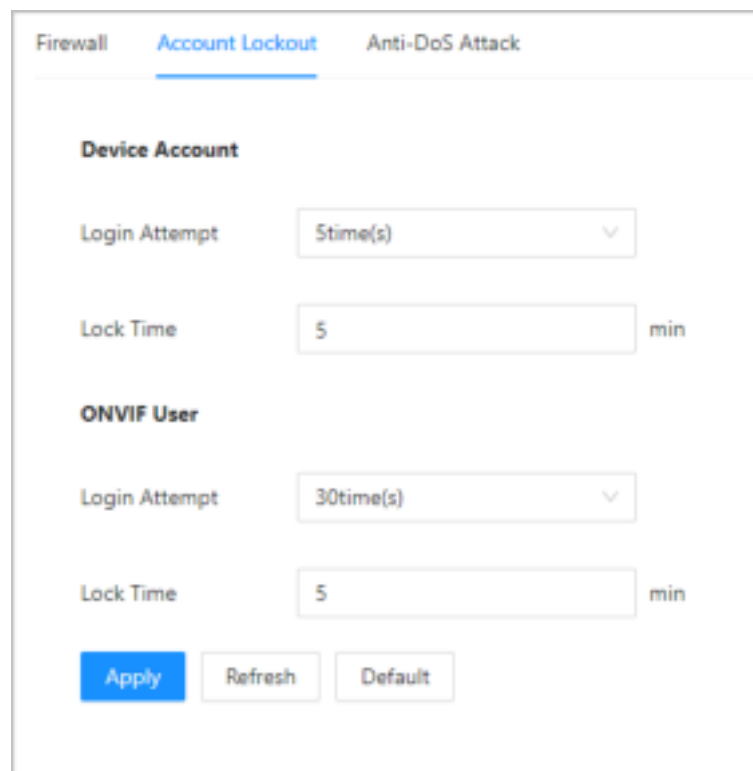 Firewall Account Lockout Anti-DoS Attack
Device Account
Login Attempt 5time(s)
Lock Time 5 min
ONVIF User
Login Attempt 30time(s)
Lock Time 5 min
Apply Refresh Default